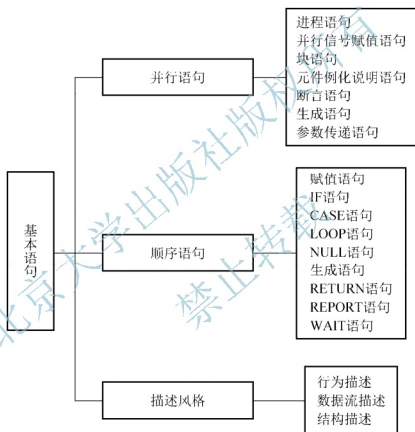 基本语句
并行语句
进程语句
并行信号赋值语句
块语句
元件例化说明语句
断言语句
生成语句
参数传递语句
顺序语句
赋值语句
IF语句
CASE语句
LOOP语句
NULL语句
生成语句
RETURN语句
REPORT语句
WAIT语句
描述风格
行为描述
数据流描述
结构描述
北京大学出版社版权所有
禁止转载